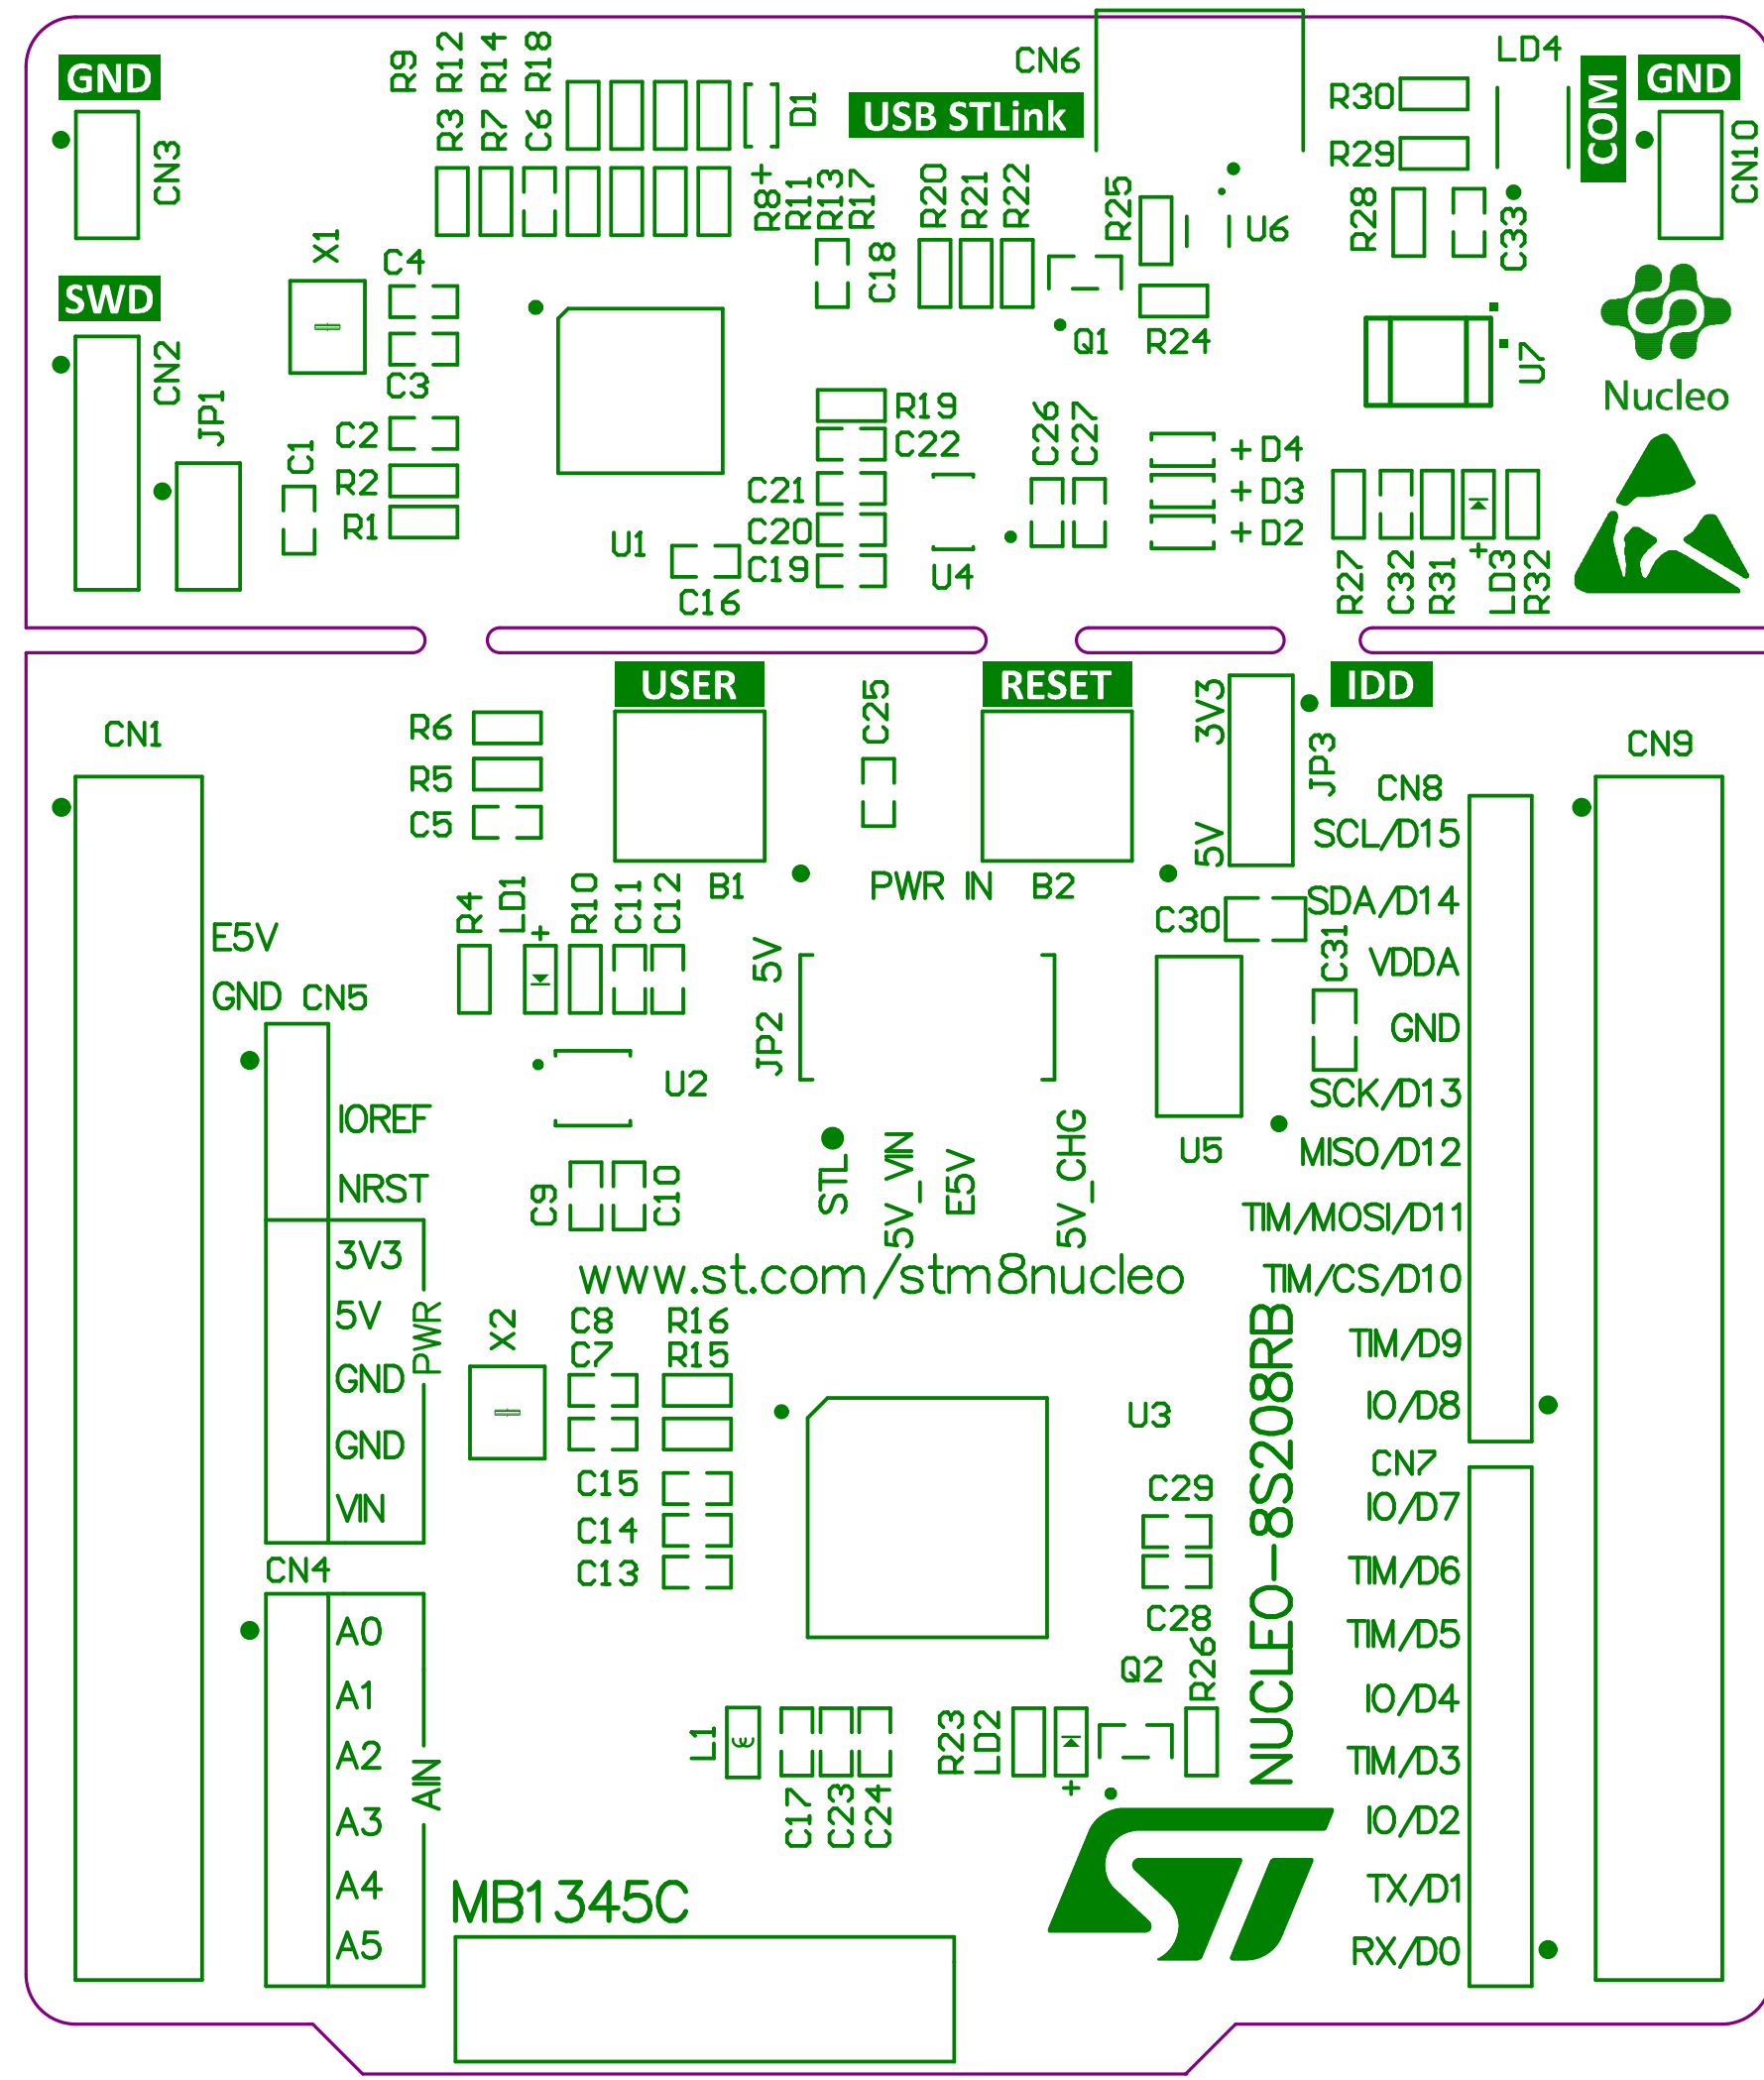 GND
CN3
R9
R12
R14
R18
R3
R7
C6
D1
CN6
USB STLink
LD4
R30
R29
COM
GND
CN10
+
R8
R11
R13
R17
R20
R21
R22
R25
U6
R28
C33
SWD
CN2
JP1
X1
C4
C3
C2
C1
R2
R1
U1
C16
C18
Q1
R24
U7
Nucleo
R19
C22
C21
C20
C19
U4
C26
C27
+D4
+D3
+D2
R27
C32
R31
+
LD3
R32
USER
RESET
IDD
CN1
R6
R5
C5
C25
3V3
5V
JP3
CN8
CN9
SCL/D15
SDA/D14
VDDA
GND
SCK/D13
MISO/D12
TIM/MOSI/D11
TIM/CS/D10
TIM/D9
IO/D8
B1
PWR IN
B2
R4
LD1
+
R10
C11
C12
C30
C31
E5V
GND
CN5
5V
JP2
U2
U5
IOREF
NRST
3V3
5V
GND
GND
VIN
PWR
C9
C10
STL
5V_VIN
E5V
5V_CHG
www.st.com/stm8nucleo
X2
C8
C7
R16
R15
C15
C14
C13
U3
C29
C28
NUCLEO-8S208RB
CN7
IO/D7
TIM/D6
TIM/D5
IO/D4
TIM/D3
IO/D2
TX/D1
RX/D0
CN4
A0
A1
A2
A3
A4
A5
AIN
L1
C17
C23
C24
R23
LD2
+
Q2
R26
MB1345C
ST